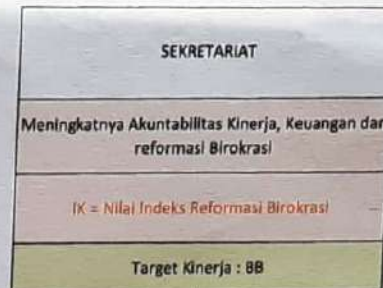 SEKRETARIAT
Meningkatnya Akuntabilitas Kinerja, Keuangan dan
reformasi Birokrasi
IK = Nilai Indeks Reformasi Birokrasi
Target Kinerja : BB